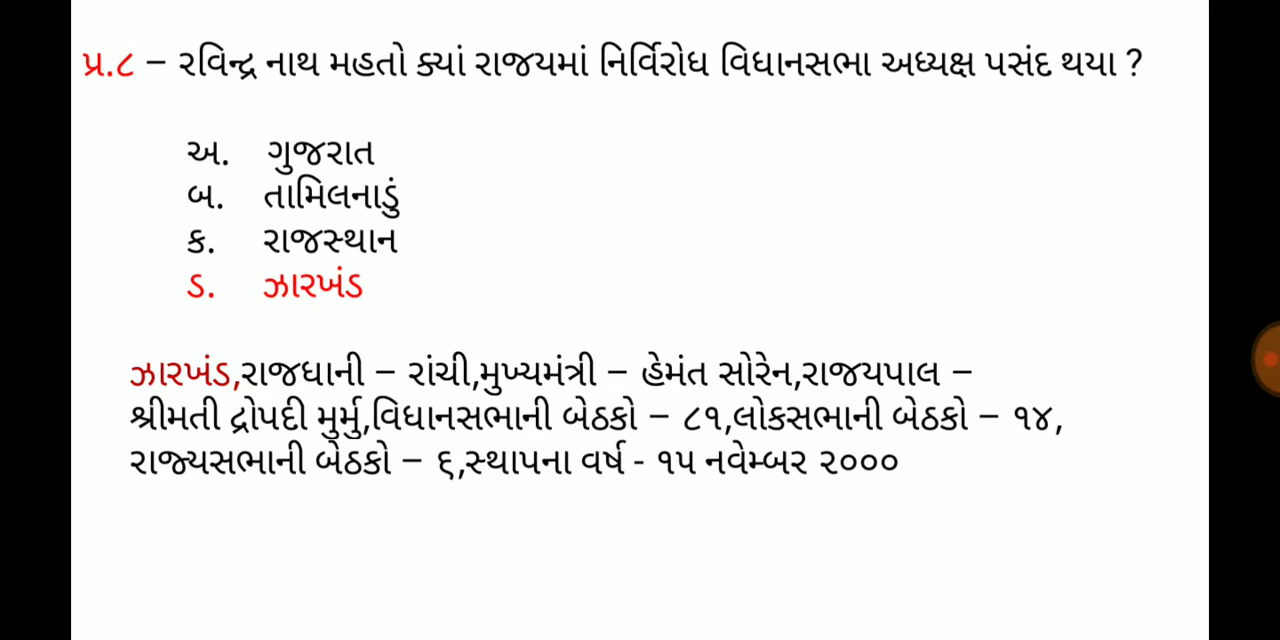 પ્ર.૮ – રવિન્દ્ર નાથ મહતો ક્યાં રાજયમાં નિર્વિરોધ વિધાનસભા અધ્યક્ષ પસંદ થયા ?
અ. ગુજરાત
બ. તામિલનાડું
ક. રાજસ્થાન
ડ. ઝારખંડ
ઝારખંડ,રાજધાની – રાંચી,મુખ્યમંત્રી – હેમંત સોરેન,રાજયપાલ –
શ્રીમતી દ્રોપદી મુર્મુ,વિધાનસભાની બેઠકો – ૮૧,લોકસભાની બેઠકો – ૧૪,
રાજ્યસભાની બેઠકો – ૬,સ્થાપના વર્ષ - ૧૫ નવેમ્બર ૨૦૦૦